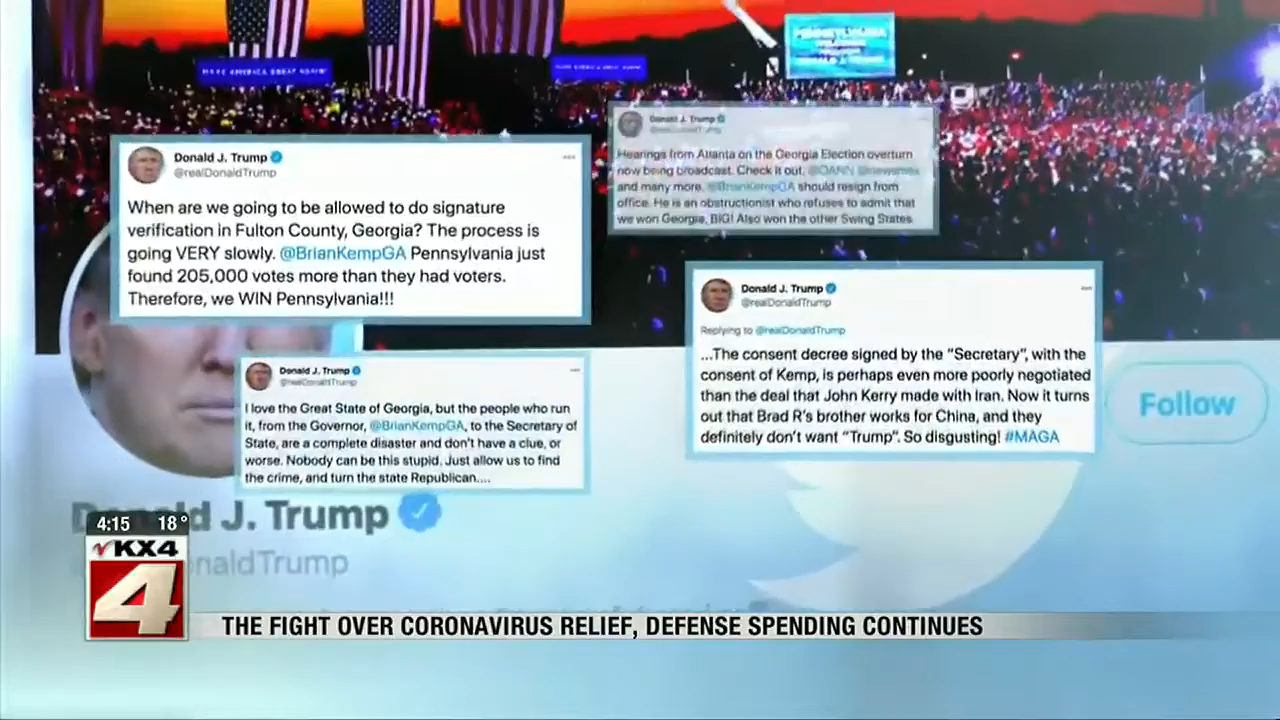 MAKE AMERICA GREAT AGAIN!
PENNSYLVANIA
Donald J. Trump
@realDonaldTrump
When are we going to be allowed to do signature
verification in Fulton County, Georgia? The process is
going VERY slowly. @BrianKempGA Pennsylvania just
found 205,000 votes more than they had voters.
Therefore, we WIN Pennsylvania!!!
Donald J. Trump
@realDonaldTrump
Hearings from Atlanta on the Georgia Election overturn
now being broadcast. Check it out. @OANN @newsmax
and many more. @BrianKempGA should resign from
office. He is an obstructionist who refuses to admit that
we won Georgia, BIG! Also won the other Swing States.
Donald J. Trump
@realDonaldTrump
Replying to @realDonaldTrump
...The consent decree signed by the “Secretary”, with the
consent of Kemp, is perhaps even more poorly negotiated
than the deal that John Kerry made with Iran. Now it turns
out that Brad R’s brother works for China, and they
definitely don’t want “Trump”. So disgusting! #MAGA
Donald J. Trump
@realDonaldTrump
I love the Great State of Georgia, but the people who run
it, from the Governor, @BrianKempGA, to the Secretary of
State, are a complete disaster and don’t have a clue, or
worse. Nobody can be this stupid. Just allow us to find
the crime, and turn the state Republican....
Follow
Donald J. Trump
naldTrump
4:15 18°
KX4
4
THE FIGHT OVER CORONAVIRUS RELIEF, DEFENSE SPENDING CONTINUES